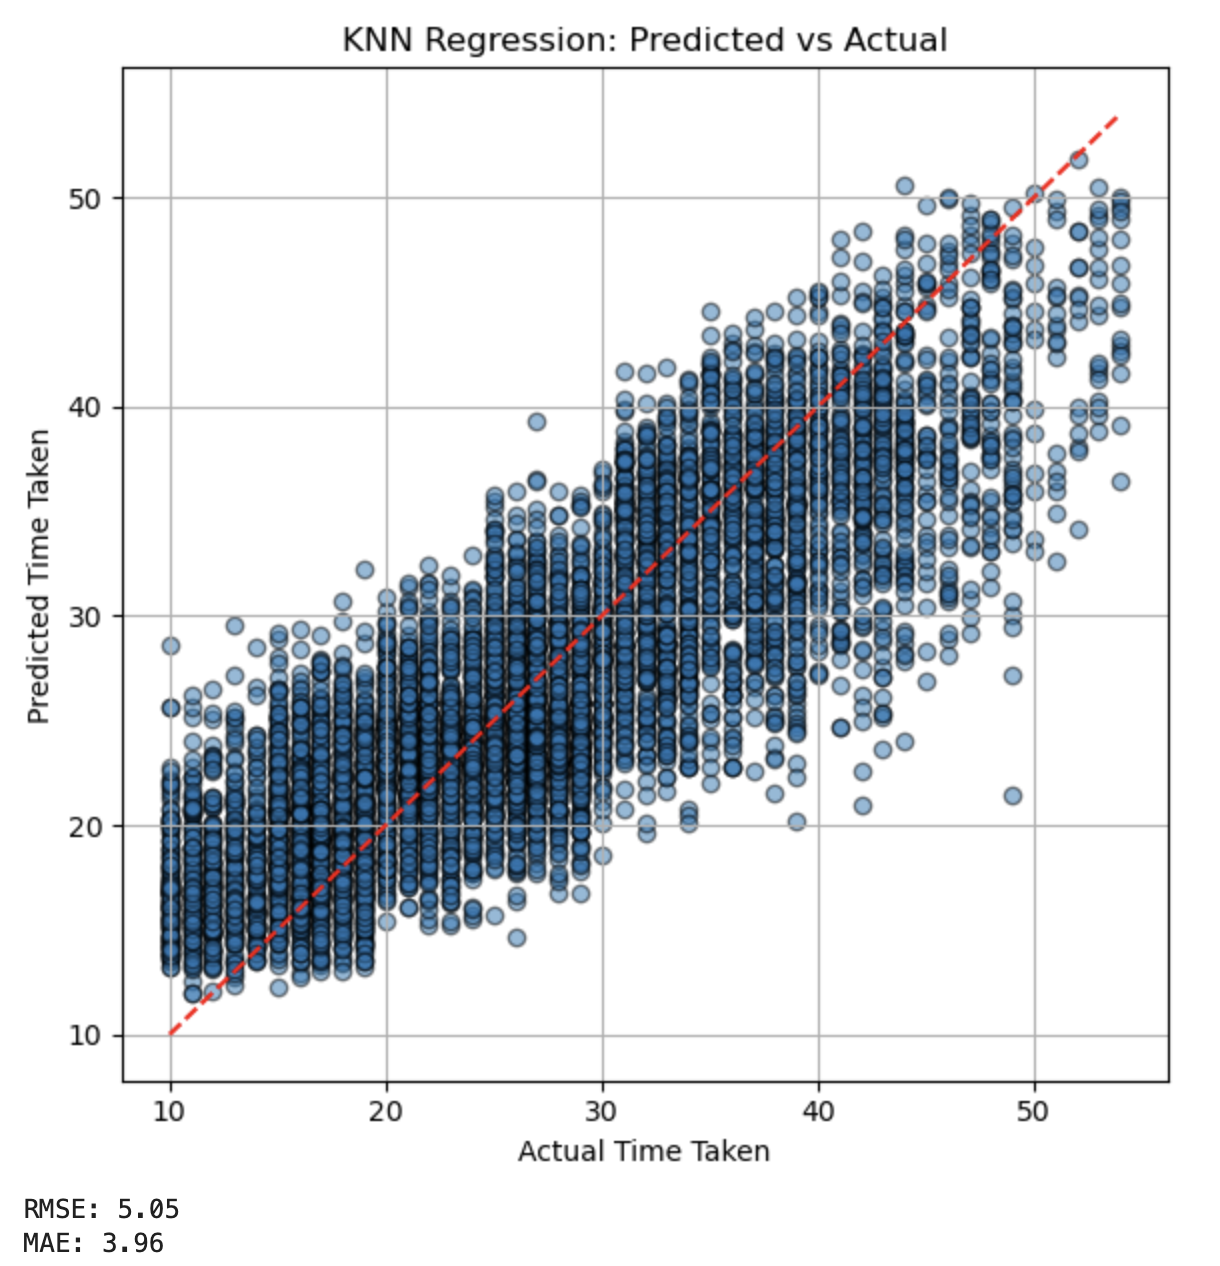 KNN Regression: Predicted vs Actual
Predicted Time Taken
50
40
30
20
10
10 20 30 40 50
Actual Time Taken
RMSE: 5.05
MAE: 3.96